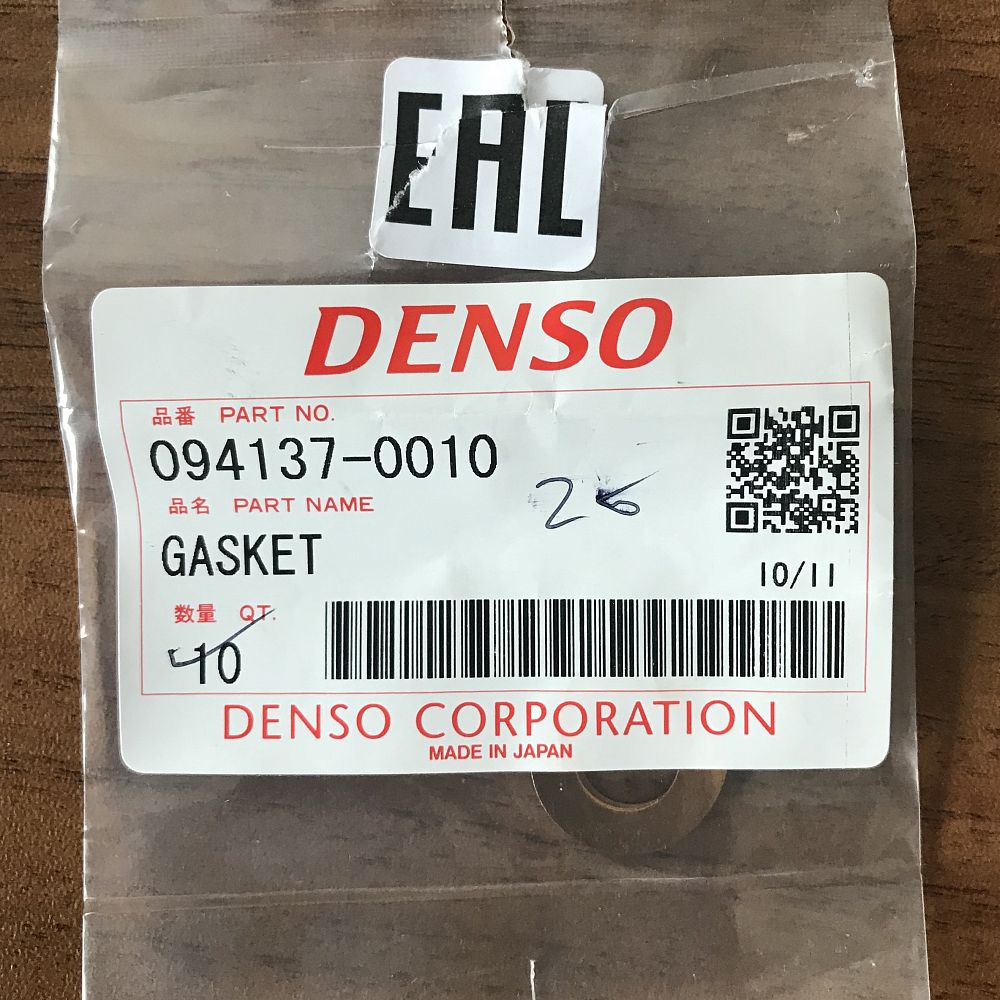 EAC
DENSO
品番 PART NO.
094137-0010
品名 PART NAME
26
GASKET
10/11
数量 QT.
10
DENSO CORPORATION
MADE IN JAPAN